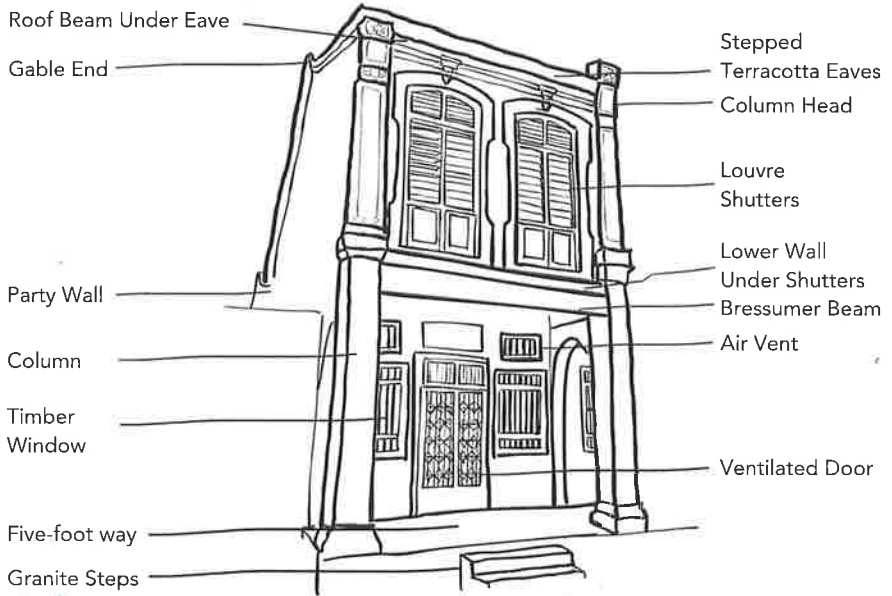 Roof Beam Under Eave
Gable End
Party Wall
Column
Timber
Window
Five-foot way
Granite Steps
Stepped
Terracotta Eaves
Column Head
Louvre
Shutters
Lower Wall
Under Shutters
Bressumer Beam
Air Vent
Ventilated Door